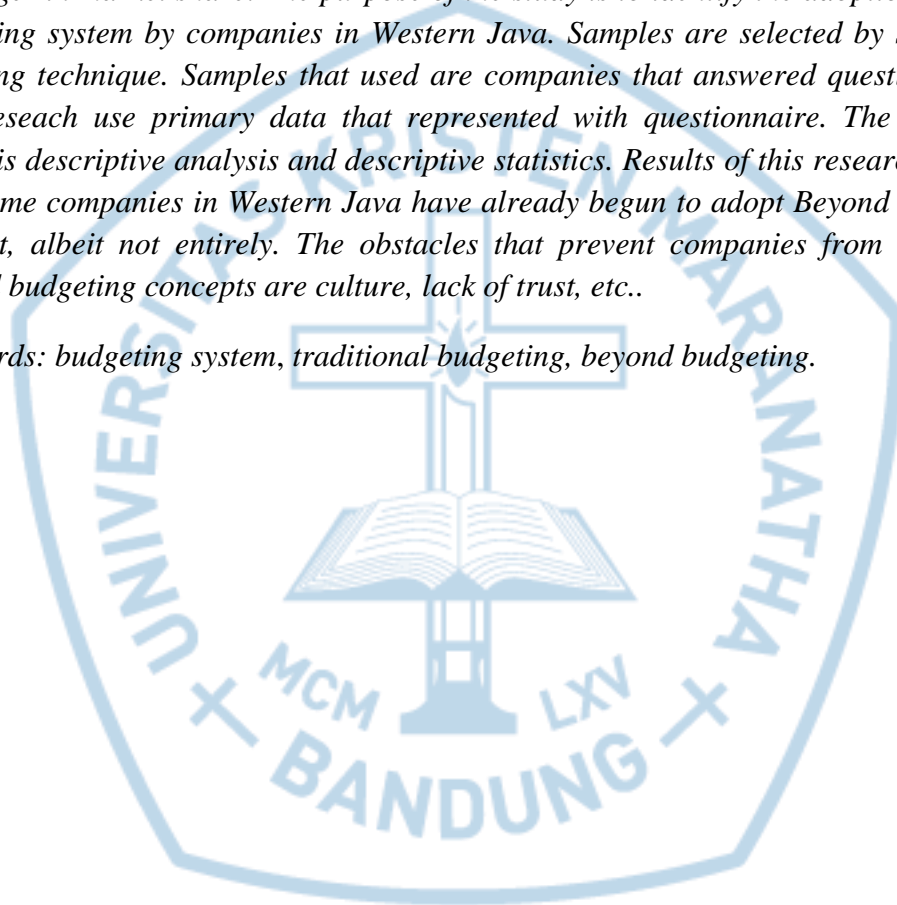 ing system by companies in Western Java. Samples are selected by
ng technique. Samples that used are companies that answered
eseach use primary data that represented with questionnaire. The
is descriptive analysis and descriptive statistics. Results of this
me companies in Western Java have already begun to adopt Beyond
t, albeit not entirely. The obstacles that prevent companies from
budgeting concepts are culture, lack of trust, etc..
rds: budgeting system, traditional budgeting, beyond budgeting.
UNIVERSITAS KRISTEN MARANATHA
MCM LXV
BANDUNG